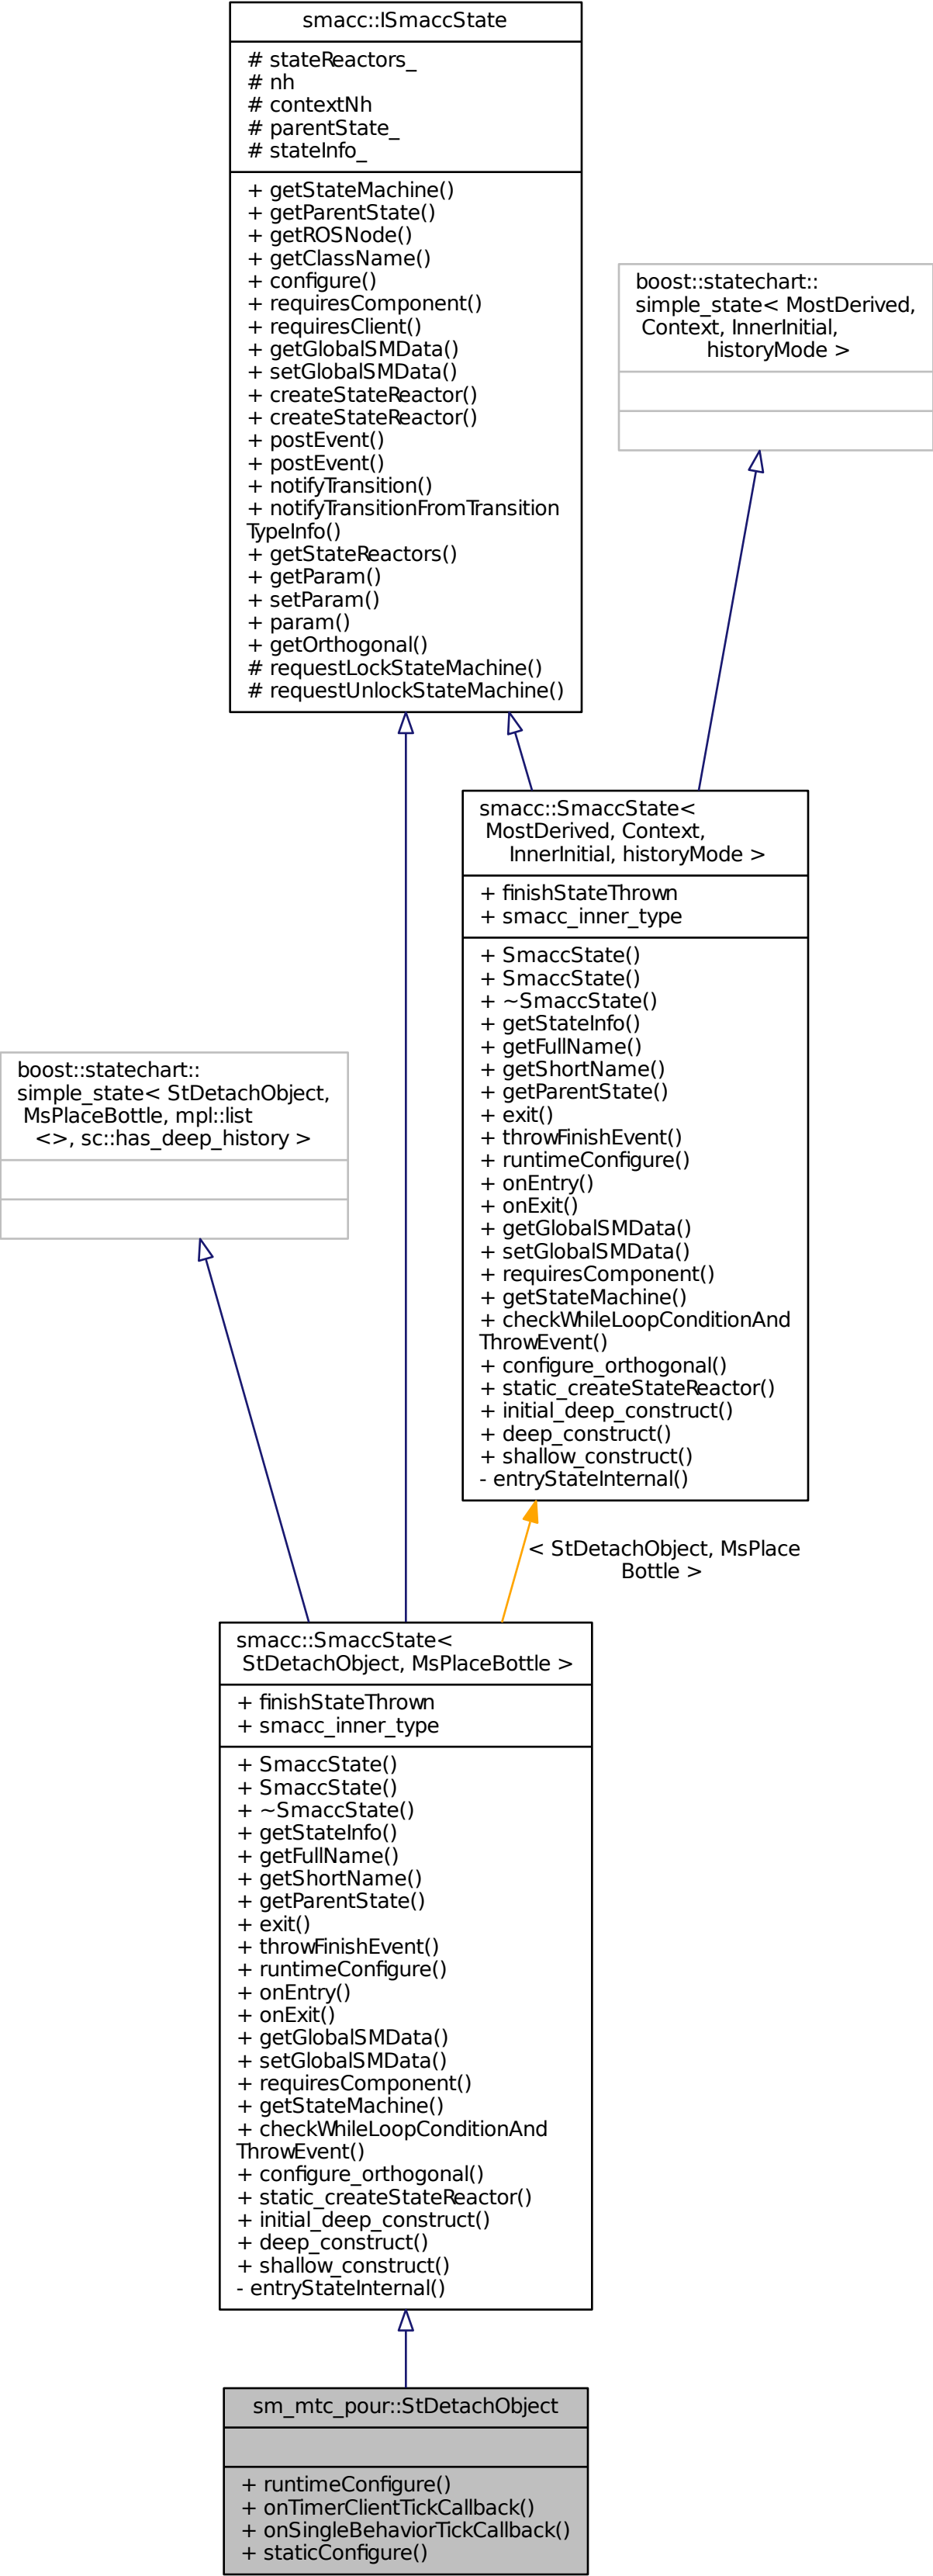 smacc::ISmaccState
# stateReactors_
# nh
# contextNh
# parentState_
# stateInfo_
+ getStateMachine()
+ getParentState()
+ getROSNode()
+ getClassName()
+ configure()
+ requiresComponent()
+ requiresClient()
+ getGlobalSMData()
+ setGlobalSMData()
+ createStateReactor()
+ createStateReactor()
+ postEvent()
+ postEvent()
+ notifyTransition()
+ notifyTransitionFromTransition
TypeInfo()
+ getStateReactors()
+ getParam()
+ setParam()
+ param()
+ getOrthogonal()
# requestLockStateMachine()
# requestUnlockStateMachine()
boost::statechart::
simple_state< MostDerived,
Context, InnerInitial,
historyMode >
smacc::SmaccState<
MostDerived, Context,
InnerInitial, historyMode >
+ finishStateThrown
+ smacc_inner_type
+ SmaccState()
+ SmaccState()
+ ~SmaccState()
+ getStateInfo()
+ getFullName()
+ getShortName()
+ getParentState()
+ exit()
+ throwFinishEvent()
+ runtimeConfigure()
+ onEntry()
+ onExit()
+ getGlobalSMData()
+ setGlobalSMData()
+ requiresComponent()
+ getStateMachine()
+ checkWhileLoopConditionAnd
ThrowEvent()
+ configure_orthogonal()
+ static_createStateReactor()
+ initial_deep_construct()
+ deep_construct()
+ shallow_construct()
- entryStateInternal()
boost::statechart::
simple_state< StDetachObject,
MsPlaceBottle, mpl::list
<>, sc::has_deep_history >
< StDetachObject, MsPlace
Bottle >
smacc::SmaccState<
StDetachObject, MsPlaceBottle >
+ finishStateThrown
+ smacc_inner_type
+ SmaccState()
+ SmaccState()
+ ~SmaccState()
+ getStateInfo()
+ getFullName()
+ getShortName()
+ getParentState()
+ exit()
+ throwFinishEvent()
+ runtimeConfigure()
+ onEntry()
+ onExit()
+ getGlobalSMData()
+ setGlobalSMData()
+ requiresComponent()
+ getStateMachine()
+ checkWhileLoopConditionAnd
ThrowEvent()
+ configure_orthogonal()
+ static_createStateReactor()
+ initial_deep_construct()
+ deep_construct()
+ shallow_construct()
- entryStateInternal()
sm_mtc_pour::StDetachObject
+ runtimeConfigure()
+ onTimerClientTickCallback()
+ onSingleBehaviorTickCallback()
+ staticConfigure()